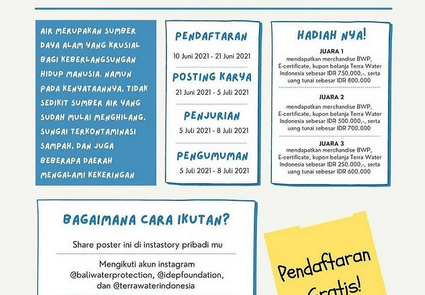 AIR MERUPAKAN SUMBER
DAYA ALAM YANG KRUSIAL
BAGI KEBERLANGSUNGAN
HIDUP MANUSIA. NAMUN
PADA KENYATAANNYA, TIDAK
SEDIKIT SUMBER AIR YANG
SUDAH MULAI MENGHILANG,
SUNGAI TERKONTAMINASI
SAMPAH, DAN JUGA
BEBERAPA DAERAH
MENGALAMI KEKERINGAN
PENDAFTARAN
10 Juni 2021 - 21 Juni 2021
POSTING KARYA
21 Juni 2021 - 5 Juli 2021
PENJURIAN
5 Juli 2021 - 8 Juli 2021
PENGUMUMAN
5 Juli 2021 - 8 Juli 2021
HADIAH NYA!
JUARA 1
mendapatkan merchandise BWP,
E-certificate, kupon belanja Terra Water
Indonesia sebesar IDR 750,000,-, serta
uang tunai sebesar IDR 800.000
JUARA 2
mendapatkan merchandise BWP,
E-certificate, kupon belanja Terra Water
Indonesia sebesar IDR 500.000,-, serta
uang tunai sebesar IDR 700.000
JUARA 3
mendapatkan merchandise BWP,
E-certificate, kupon belanja Terra Water
Indonesia sebesar IDR 250.000,-, serta
uang tunai sebesar IDR 600.000
BAGAIMANA CARA IKUTAN?
Share poster ini di instastory pribadi mu
Mengikuti akun instagram
@baliwaterprotection, @idepfoundation,
dan @terrawaterindonesia
Pendaftaran
Gratis!